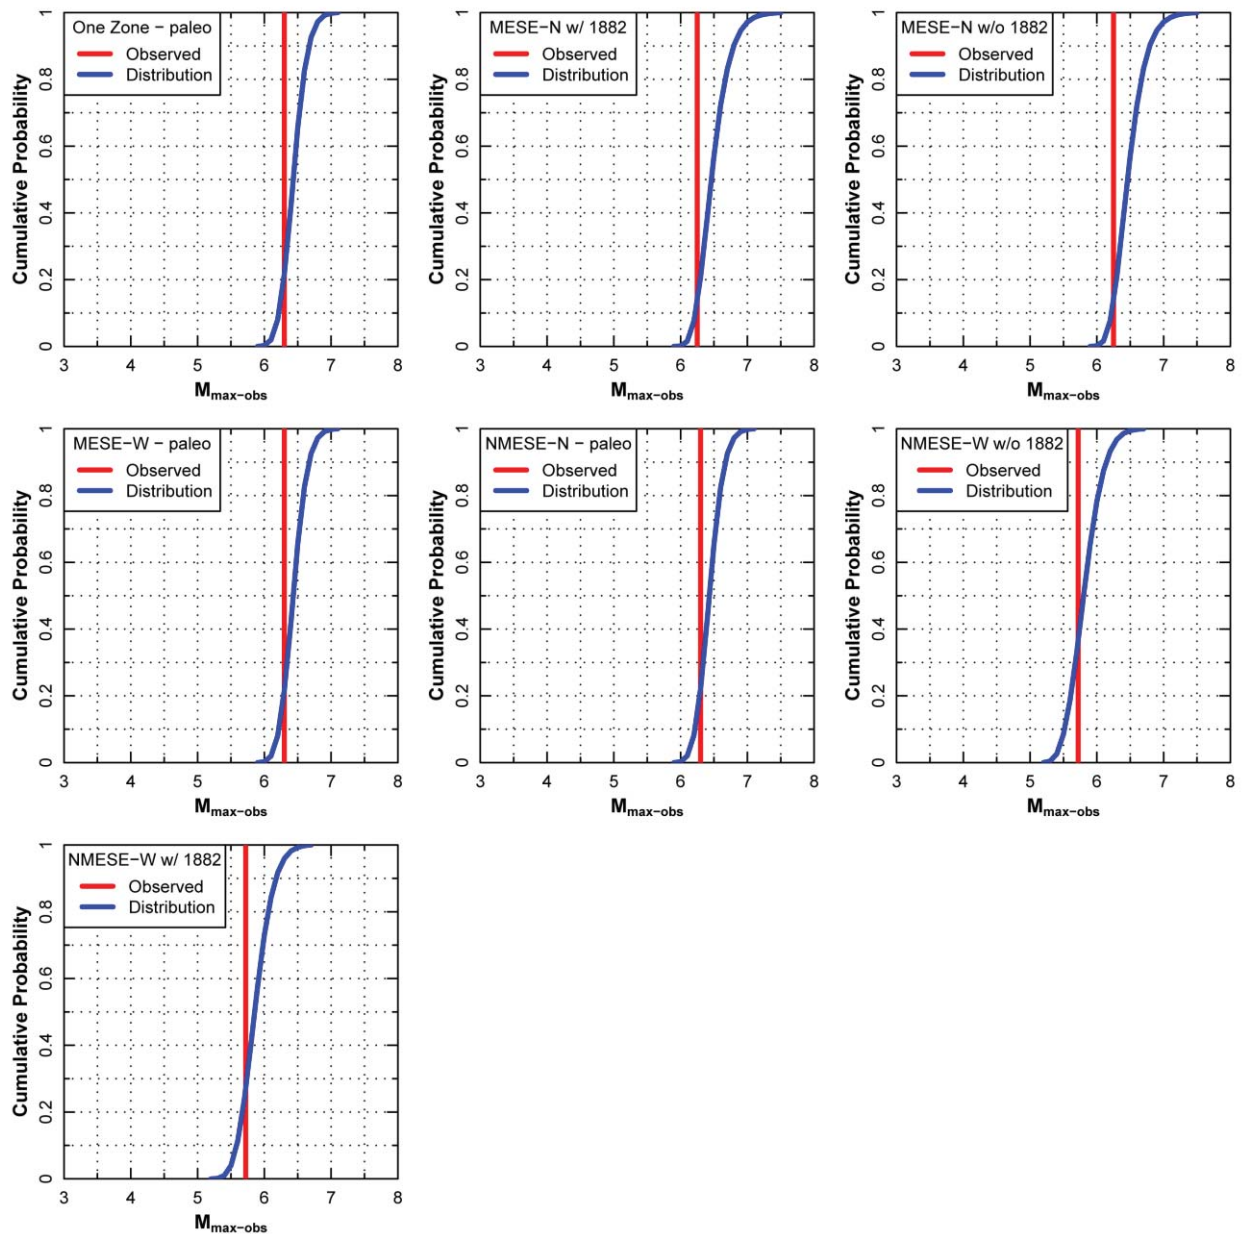 One Zone − paleo
Observed
Distribution
Cumulative Probability
0 0.2 0.4 0.6 0.8 1
3 4 5 6 7 8
Mmax−obs
MESE−N w/ 1882
Observed
Distribution
Cumulative Probability
0 0.2 0.4 0.6 0.8 1
3 4 5 6 7 8
Mmax−obs
MESE−N w/o 1882
Observed
Distribution
Cumulative Probability
0 0.2 0.4 0.6 0.8 1
3 4 5 6 7 8
Mmax−obs
MESE−W − paleo
Observed
Distribution
Cumulative Probability
0 0.2 0.4 0.6 0.8 1
3 4 5 6 7 8
Mmax−obs
NMESE−N − paleo
Observed
Distribution
Cumulative Probability
0 0.2 0.4 0.6 0.8 1
3 4 5 6 7 8
Mmax−obs
NMESE−W w/o 1882
Observed
Distribution
Cumulative Probability
0 0.2 0.4 0.6 0.8 1
3 4 5 6 7 8
Mmax−obs
NMESE−W w/ 1882
Observed
Distribution
Cumulative Probability
0 0.2 0.4 0.6 0.8 1
3 4 5 6 7 8
Mmax−obs